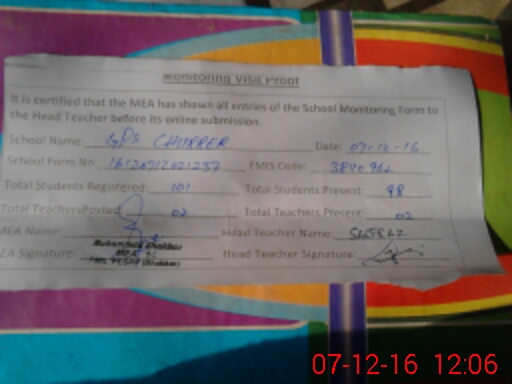 Monitoring Visit Proof
It is certified that the MEA has shown all entries of the School Monitoring Form to
the Head Teacher before its online submission.
School Name: GPS CHURRER Date: 07-12-16
School Form No: EMIS Code:
Total Students Registered: 101 Total Students Present: 98
Total Teachers Posted: 02 Total Teachers Present: 02
MEA Name: Head Teacher Name:
EA Signature: Head Teacher Signature:
07-12-16 12:06